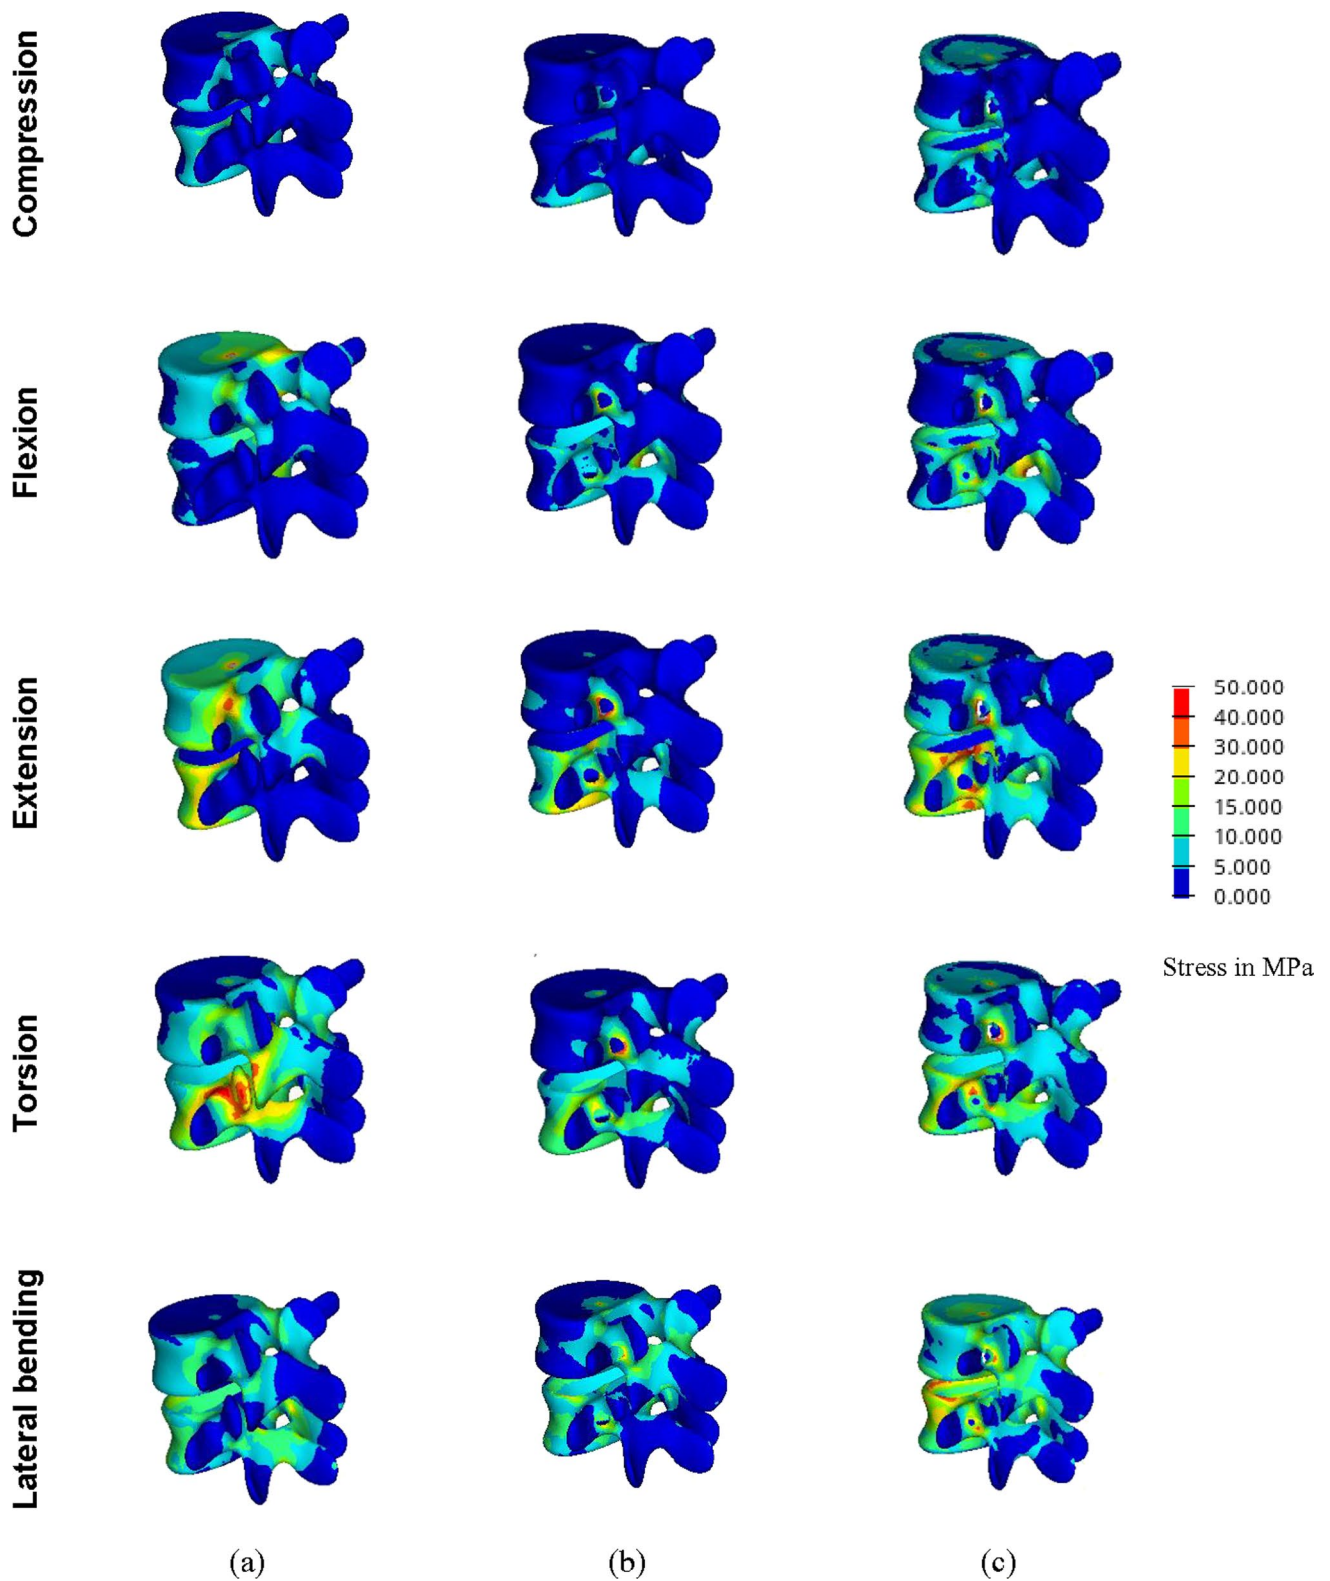 Compression
Flexion
Extension
50.000
40.000
30.000
20.000
15.000
10.000
5.000
0.000
Stress in MPa
Torsion
Lateral bending
(a)
(b)
(c)